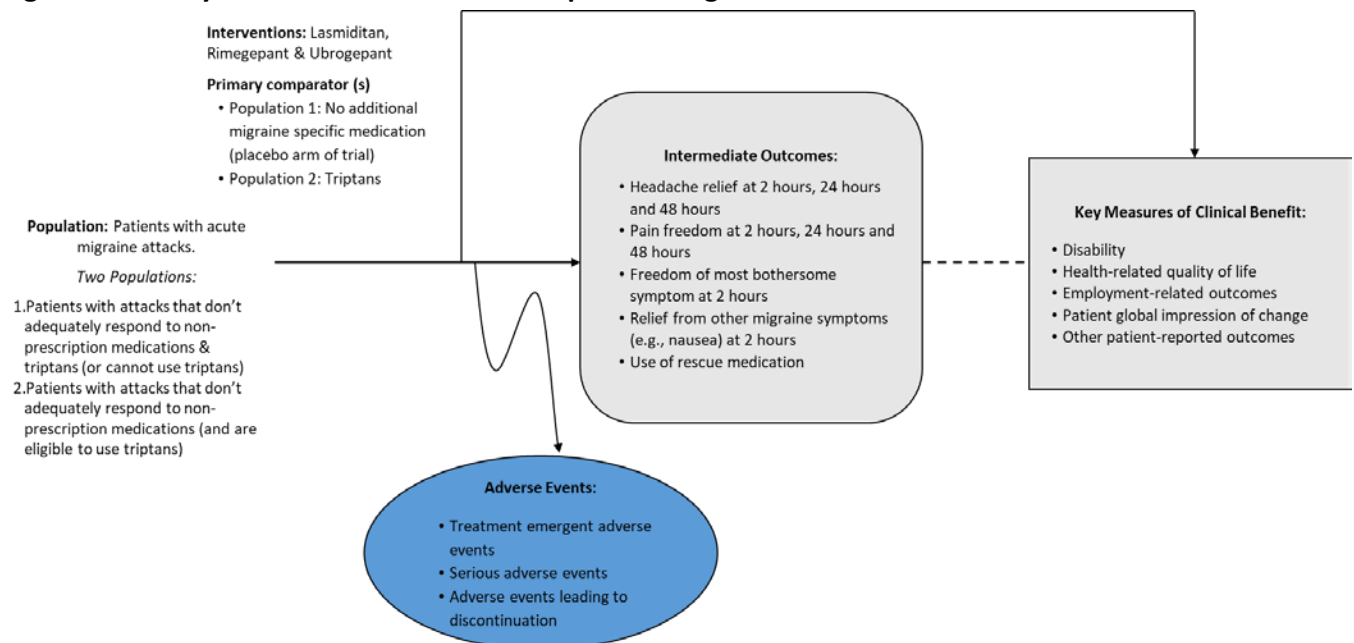 Interventions: Lasmiditan,
Rimegepant & Ubrogepant
Primary comparator (s)
• Population 1: No additional
migraine specific medication
(placebo arm of trial)
• Population 2: Triptans
Population: Patients with acute
migraine attacks.
Two Populations:
1.Patients with attacks that don’t
adequately respond to non-
prescription medications &
triptans (or cannot use triptans)
2.Patients with attacks that don’t
adequately respond to non-
prescription medications (and are
eligible to use triptans)
Intermediate Outcomes:
• Headache relief at 2 hours, 24 hours
and 48 hours
• Pain freedom at 2 hours, 24 hours and
48 hours
• Freedom of most bothersome
symptom at 2 hours
• Relief from other migraine symptoms
(e.g., nausea) at 2 hours
• Use of rescue medication
Key Measures of Clinical Benefit:
• Disability
• Health-related quality of life
• Employment-related outcomes
• Patient global impression of change
• Other patient-reported outcomes
Adverse Events:
• Treatment emergent adverse
events
• Serious adverse events
• Adverse events leading to
discontinuation